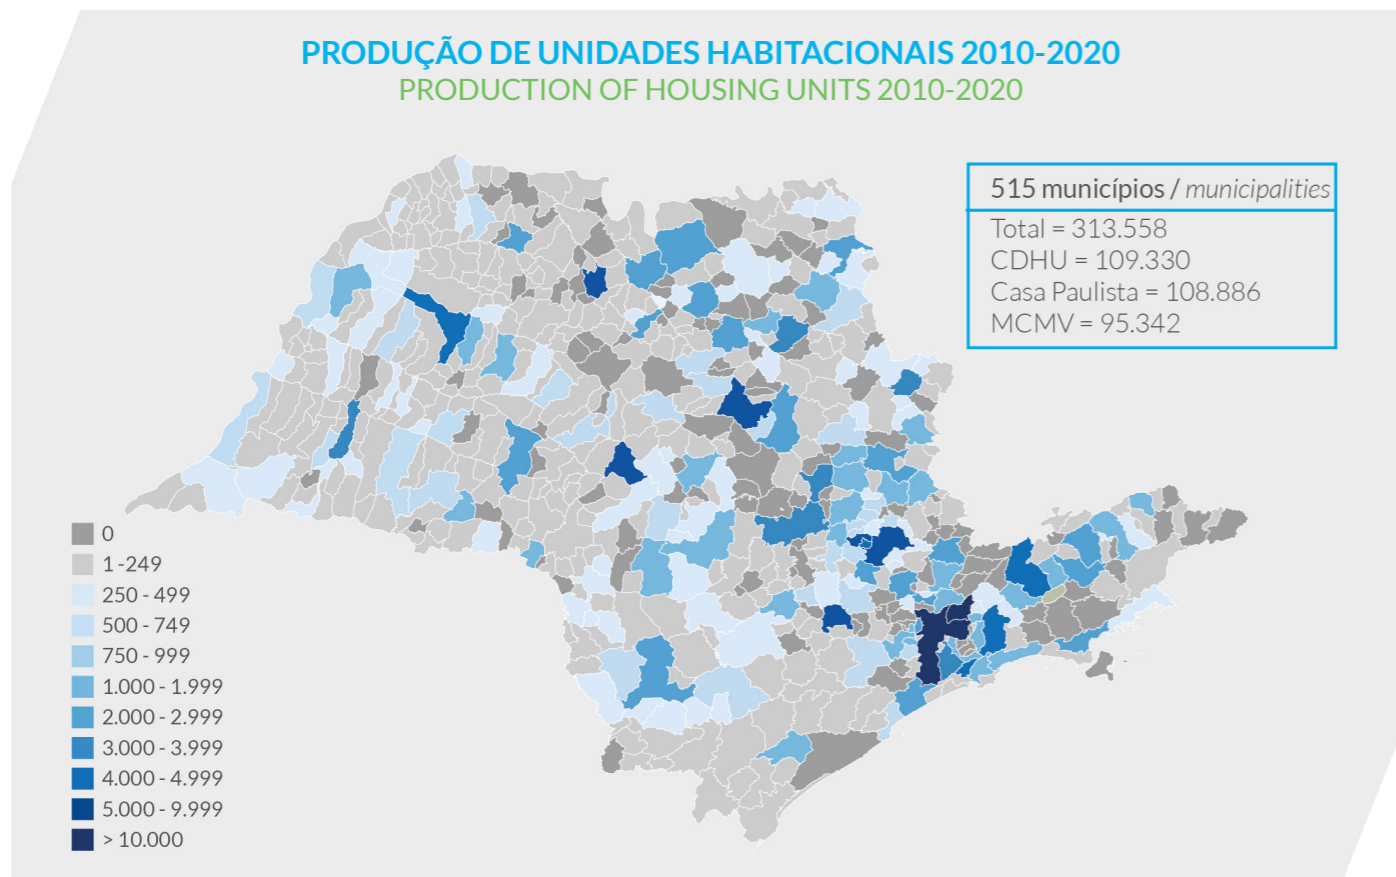 PRODUÇÃO DE UNIDADES HABITACIONAIS 2010-2020
PRODUCTION OF HOUSING UNITS 2010-2020
515 municípios / municipalities
Total = 313.558
CDHU = 109.330
Casa Paulista = 108.886
MCMV = 95.342
0
1 -249
250 - 499
500 - 749
750 - 999
1.000 - 1.999
2.000 - 2.999
3.000 - 3.999
4.000 - 4.999
5.000 - 9.999
> 10.000